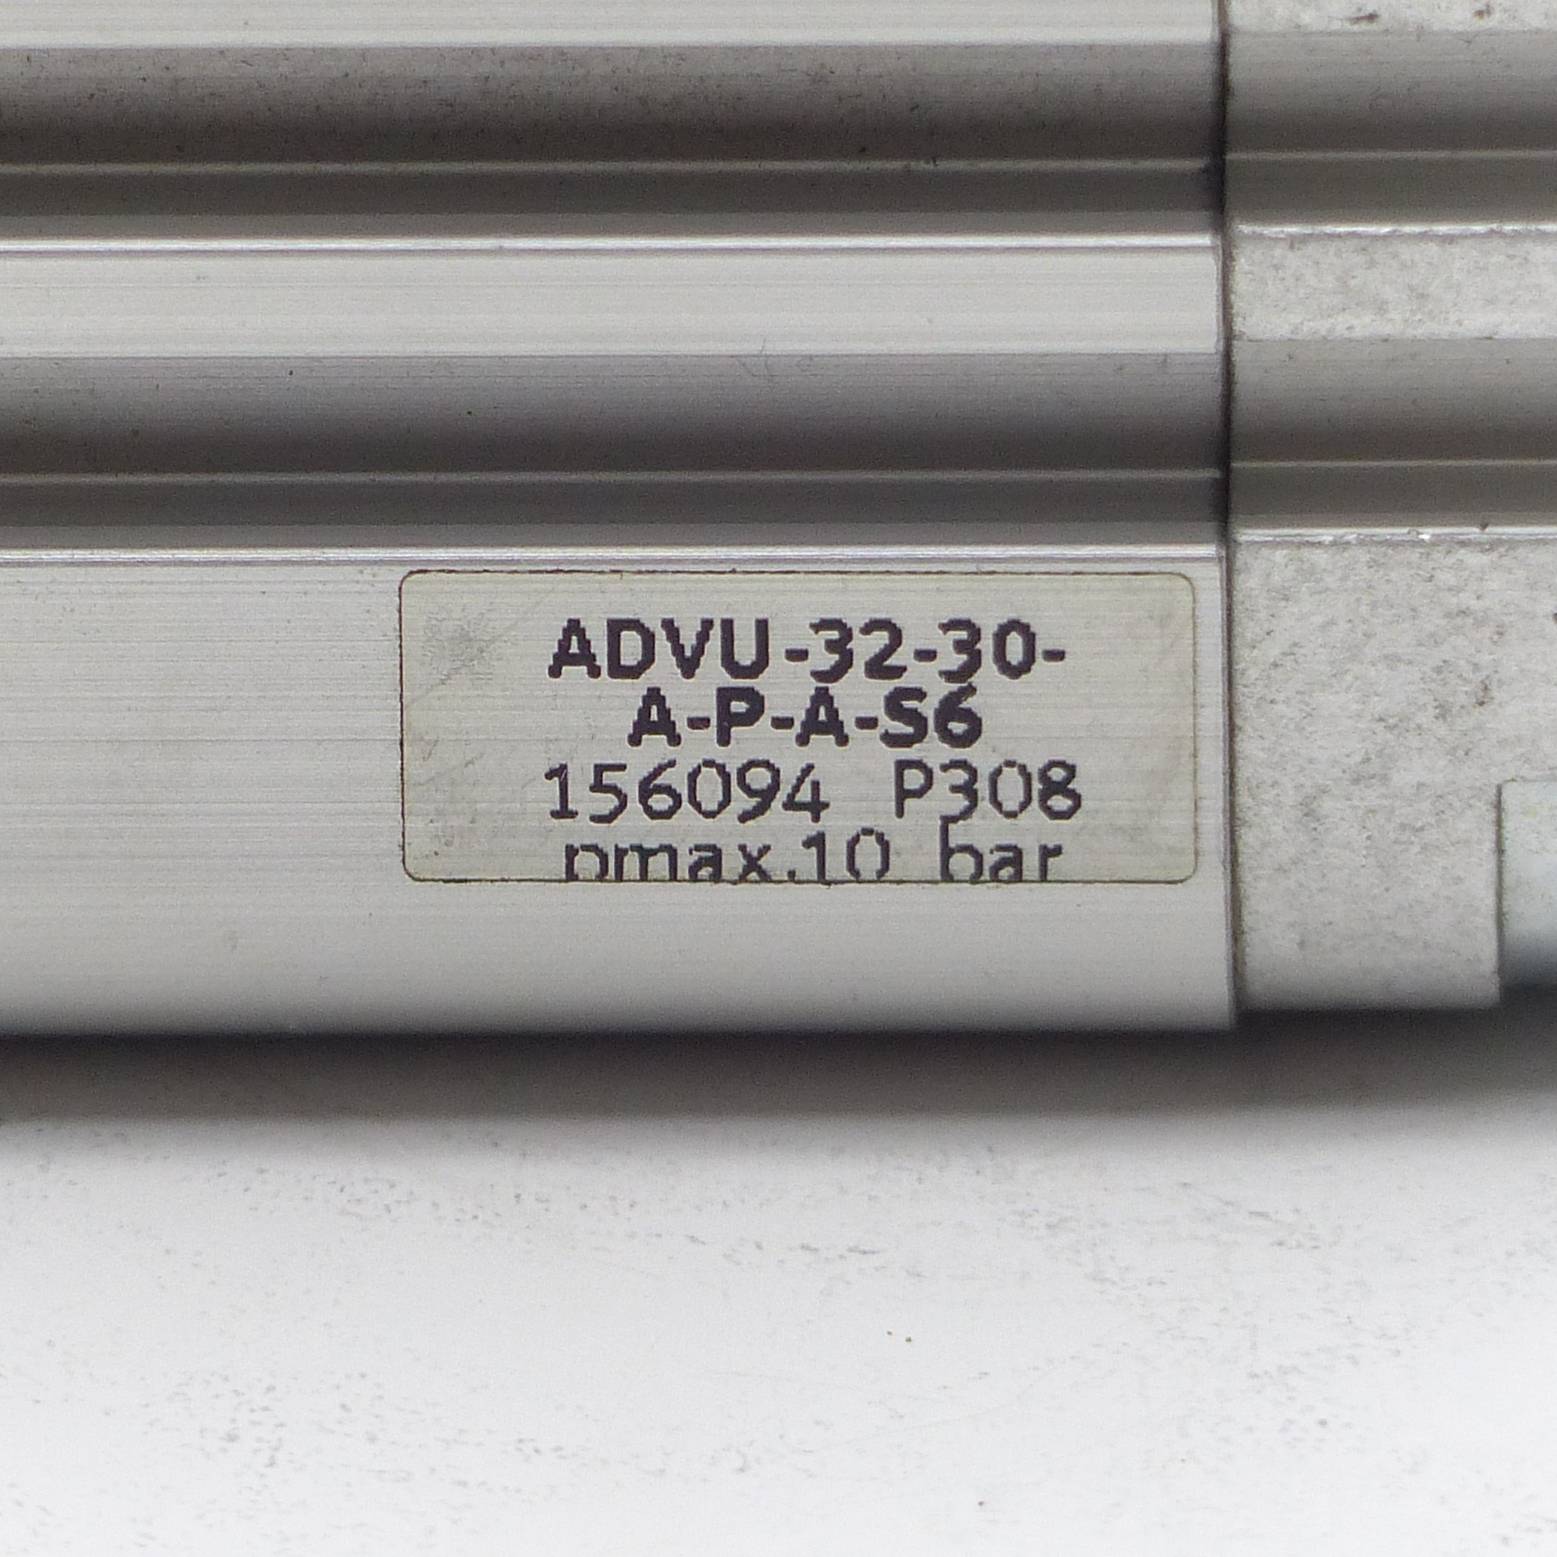 ADVU-32-30-
A-P-A-S6
156094 P308
pmax.10 bar